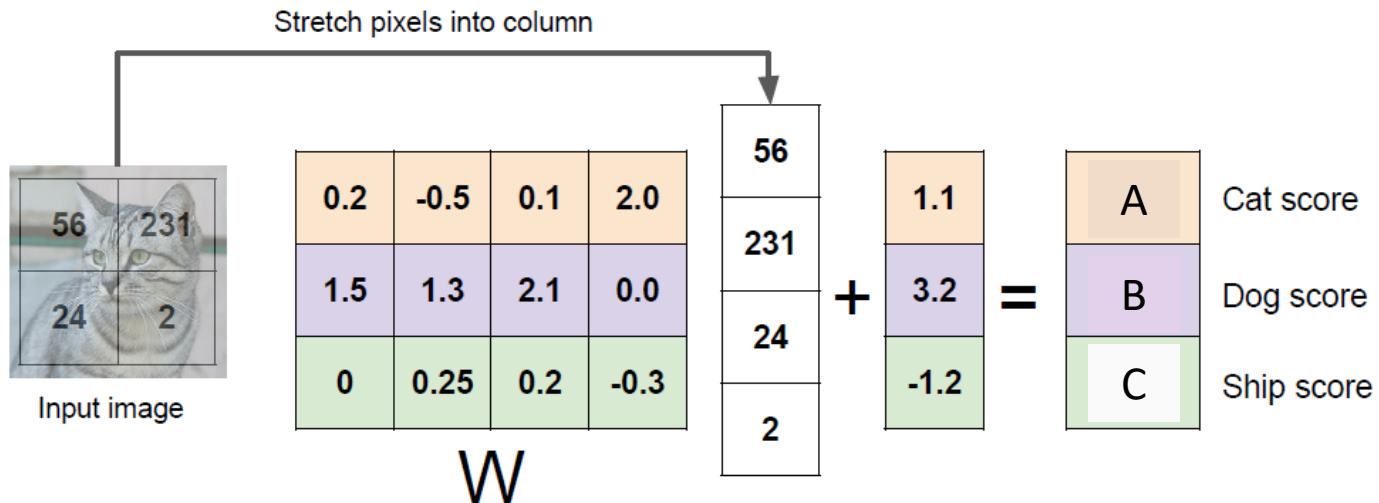 Stretch pixels into column
56 231
24 2
Input image
0.2 -0.5 0.1 2.0
1.5 1.3 2.1 0.0
0 0.25 0.2 -0.3
W
56
231
24
2
+
1.1
3.2
-1.2
=
A Cat score
B Dog score
C Ship score